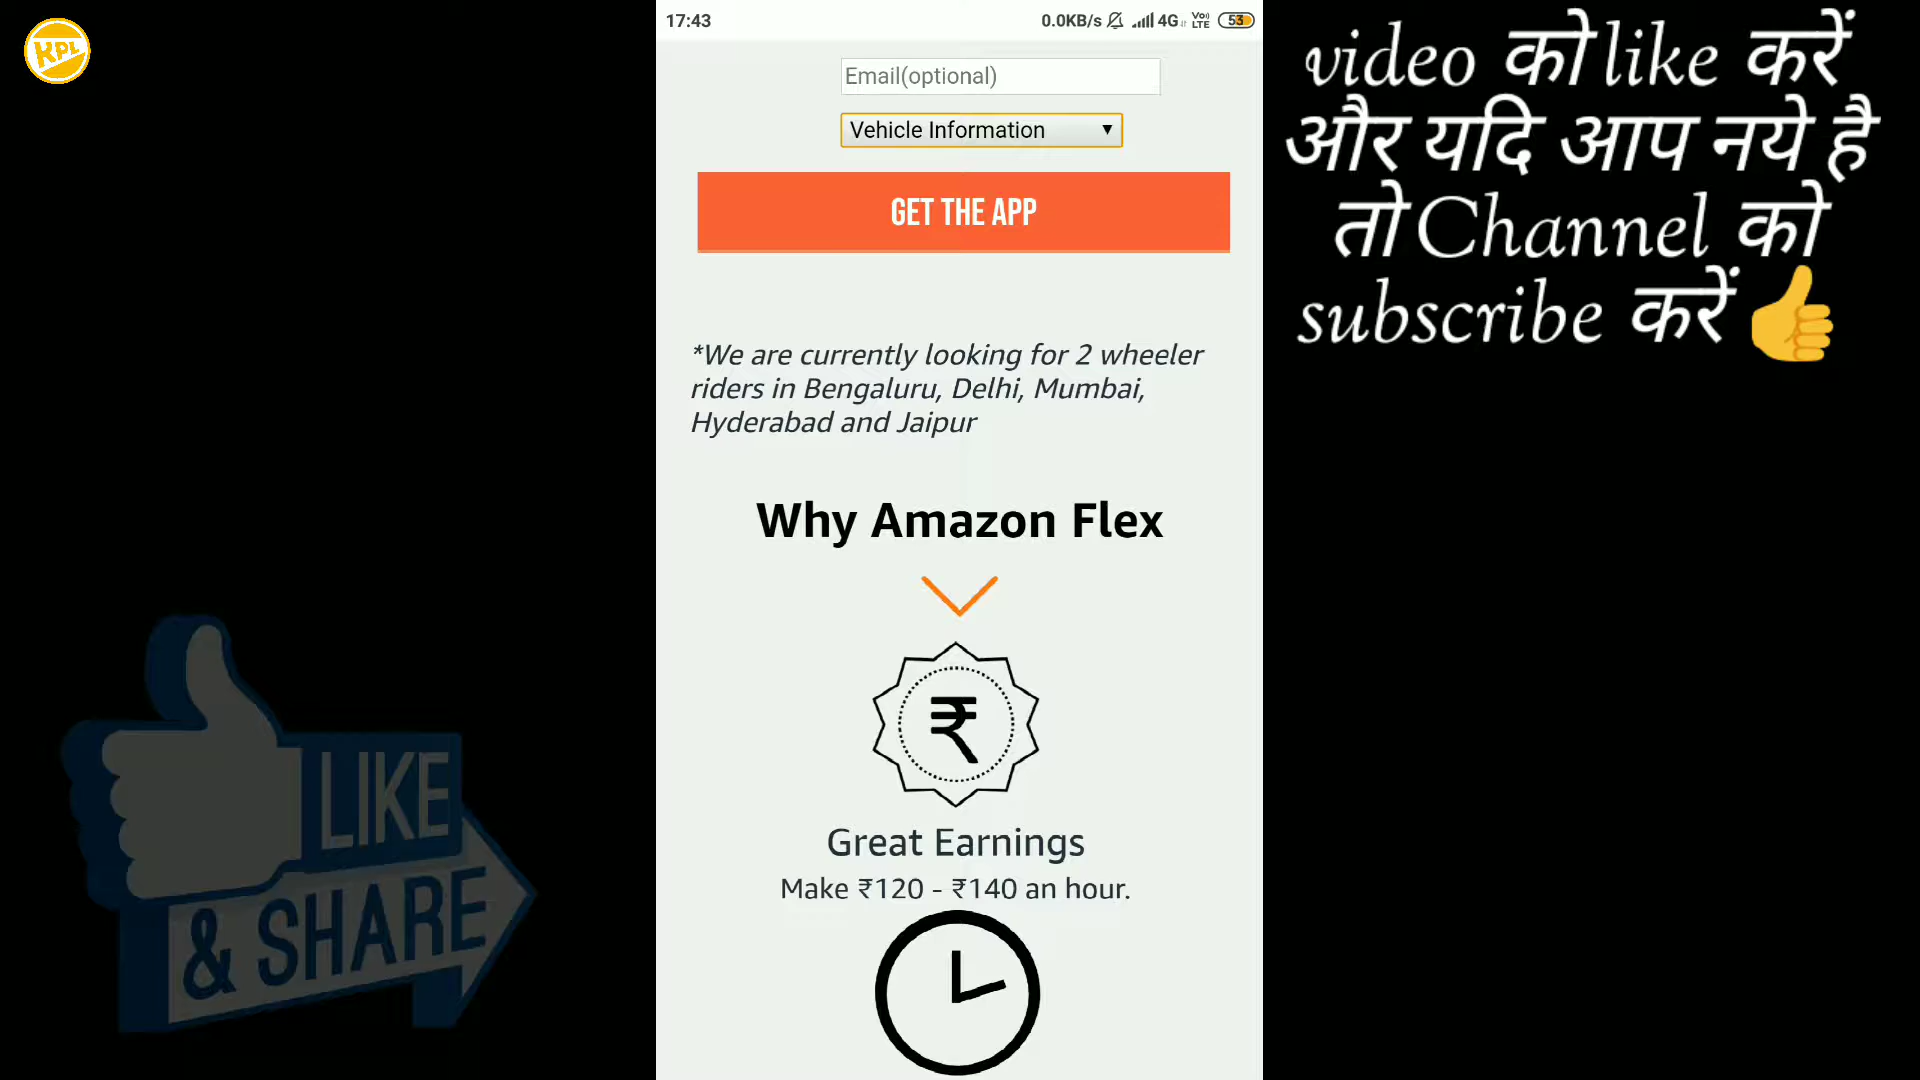 KPL
17:43
0.0KB/s 4G VoLTE 53
Email(optional)
Vehicle Information
GET THE APP
*We are currently looking for 2 wheeler
riders in Bengaluru, Delhi, Mumbai,
Hyderabad and Jaipur
Why Amazon Flex
₹
Great Earnings
Make ₹120 - ₹140 an hour.
video को like करें
और यदि आप नये है
तो Channel को
subscribe करें 👍
LIKE
& SHARE